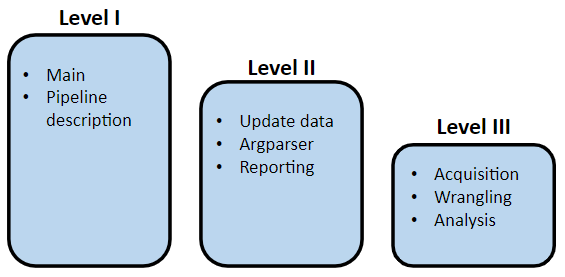 Level I
• Main
• Pipeline
description
Level II
• Update data
• Argparser
• Reporting
Level III
• Acquisition
• Wrangling
• Analysis